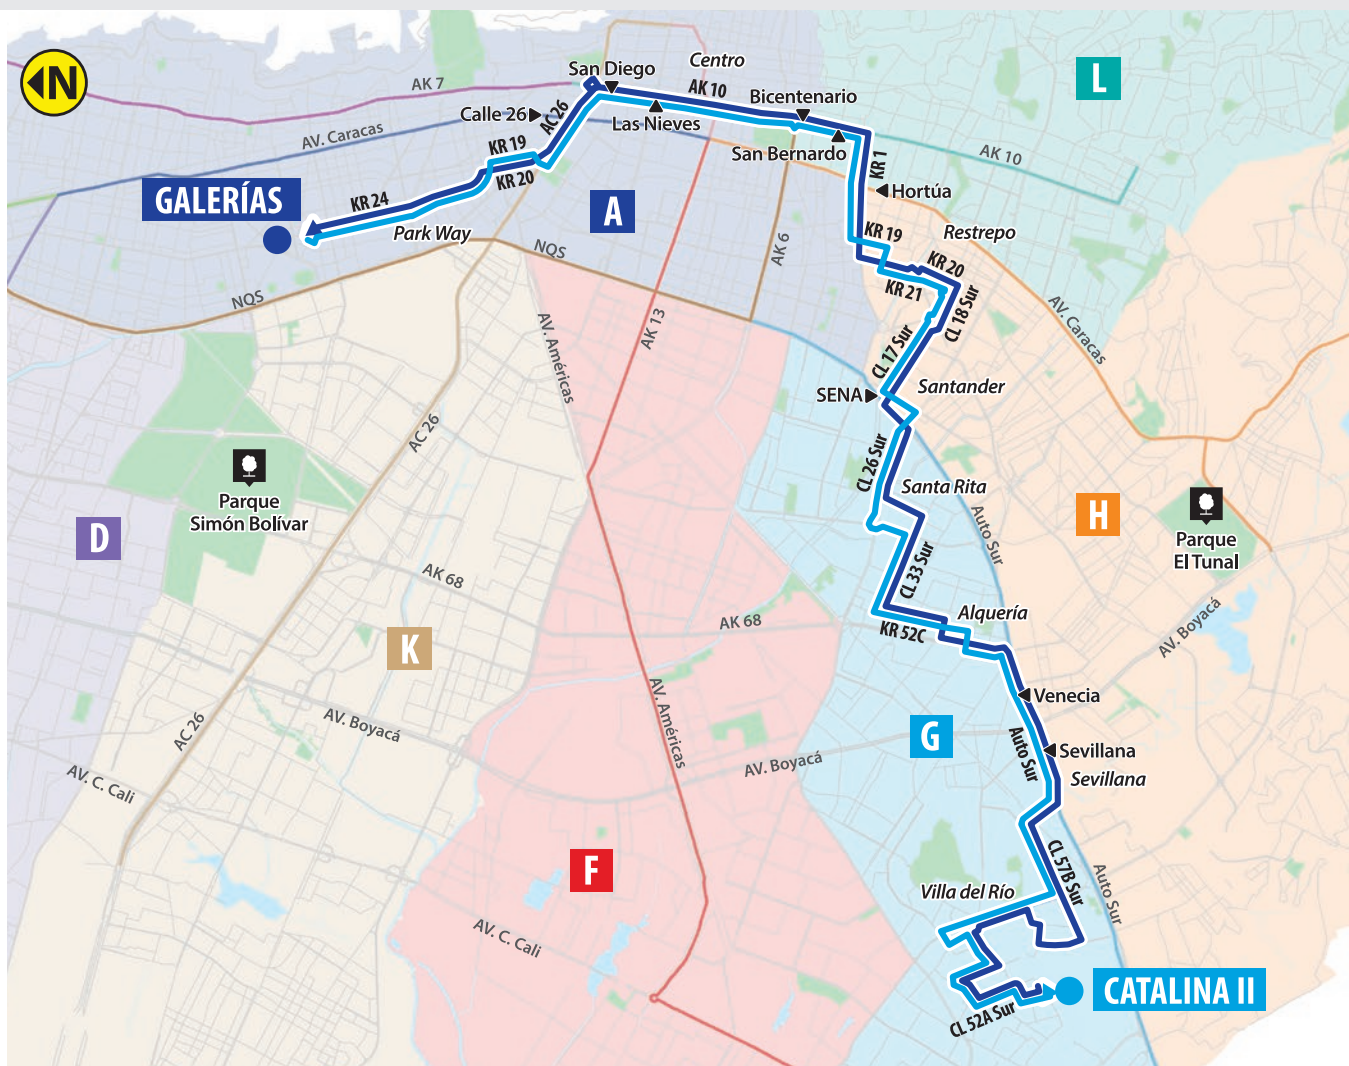 N
AK 7
San Diego
Centro
AK 10
Bicentenario
L
Calle 26
AC 26
Las Nieves
AV. Caracas
KR 19
San Bernardo
KR 1
AK 10
KR 20
Hortúa
GALERÍAS
KR 24
A
Park Way
KR 19
Restrepo
NQS
AK 6
KR 20
KR 21
NQS
CL 18 Sur
AV. Caracas
AV. Américas
AK 13
CL 17 Sur
SENA
Santander
AC 26
CL 26 Sur
Parque
Simón Bolívar
Santa Rita
D
H
Auto Sur
Parque
El Tunal
AK 68
CL 33 Sur
K
AK 68
KR 52C
Alquería
AV. Boyacá
AV. Américas
Venecia
AC 26
AV. Boyacá
G
Auto Sur
Sevillana
Sevillana
AV. Boyacá
AV. C. Cali
F
CL 57B Sur
Villa del Río
Auto Sur
AV. C. Cali
CATALINA II
CL 52A Sur